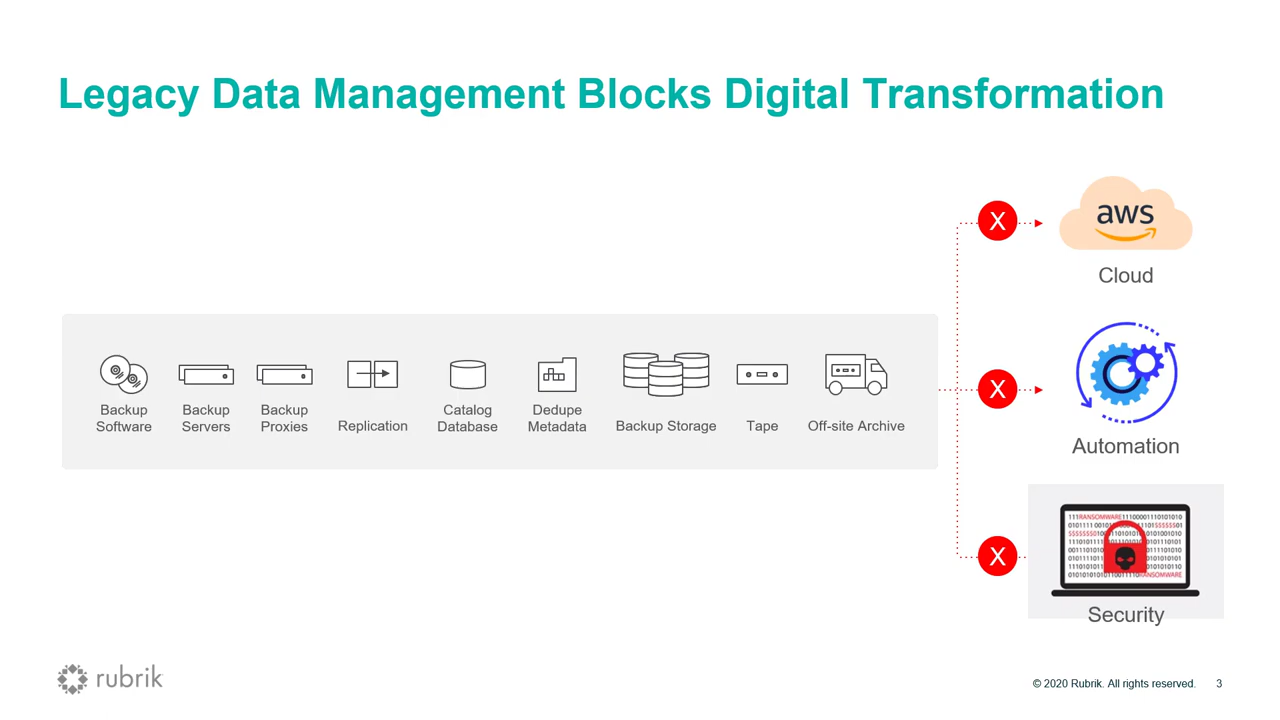 Legacy Data Management Blocks Digital Transformation
X
aws
Cloud
Backup
Software
Backup
Servers
Backup
Proxies
Replication
Catalog
Database
Dedupe
Metadata
Backup Storage
Tape
Off-site Archive
X
Automation
X
111RANSOMWARE1110000111010101
RANSOMWARE
Security
rubrik
© 2020 Rubrik. All rights reserved.
3